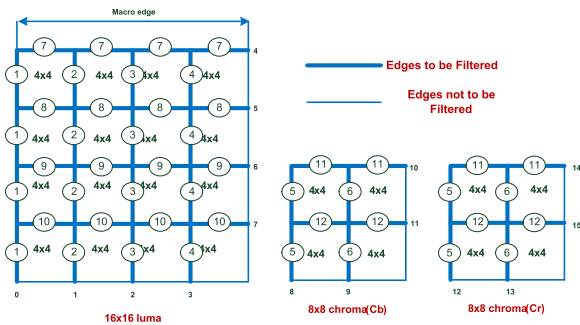 Macro edge
7 7 7 7 4
1 4x4 2 4x4 3 4x4 4 4x4
8 8 8 8 5
1 4x4 2 4x4 3 4x4 4 4x4
9 9 9 9 6
1 4x4 2 4x4 3 4x4 4 4x4
10 10 10 10 7
1 4x4 2 4x4 3 4x4 4 4x4
0 1 2 3
16x16 luma
Edges to be Filtered
Edges not to be
Filtered
11 11 10
5 4x4 6 4x4
12 12 11
5 4x4 6 4x4
8 9
8x8 chroma(Cb)
11 11 14
5 4x4 6 4x4
12 12 15
5 4x4 6 4x4
12 13
8x8 chroma(Cr)